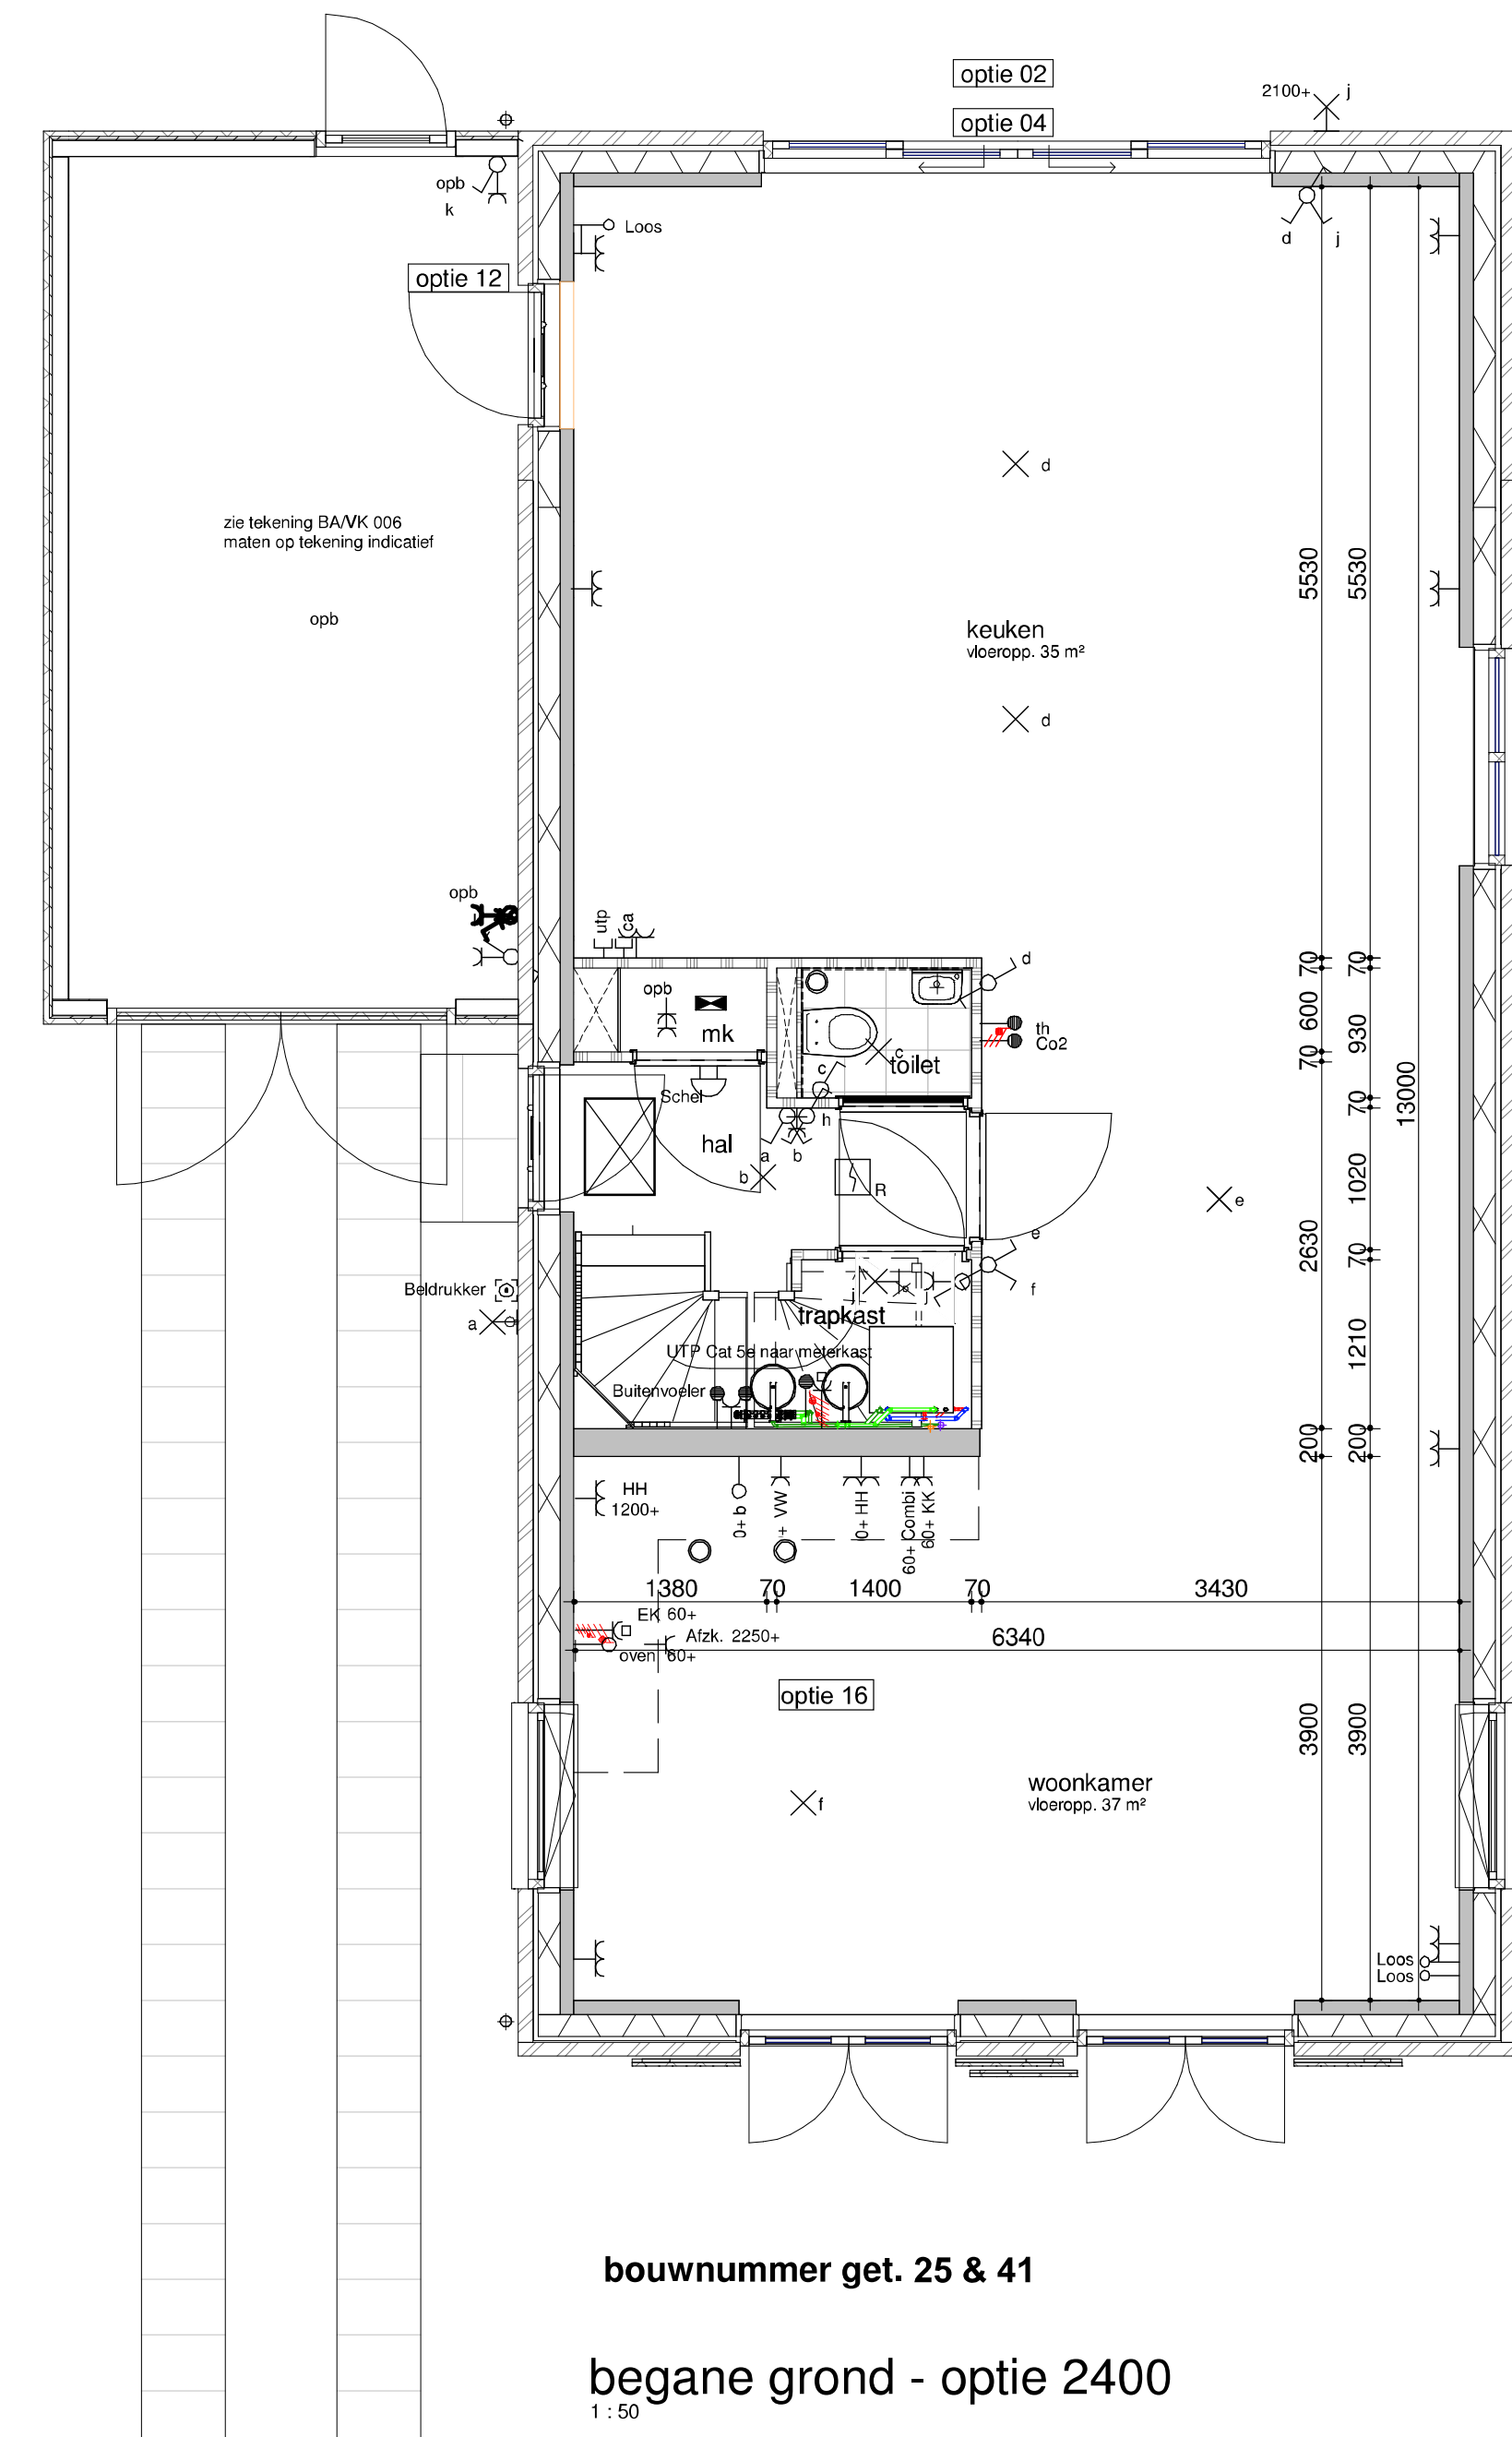 optie 02
2100+ j
optie 04
opb
k
Loos
d j
optie 12
d
zie tekening BA/VK 006
maten op tekening indicatief
5530
5530
opb
keuken
vloeropp. 35 m²
d
opb
utp
ca
d
70
70
opb
mk
600
930
th
Co2
c
toilet
70
c
Schel
h
70
13000
hal
a
b
b
R
1020
e
e
2630
70
Beldrukker
j
j
f
a
trapkast
1210
UTP Cat 5e naar meterkast
Buitenvoeler
200
200
HH
1200+
0+ b
+ VW
0+ HH
60+ Combi
60+ KK
1380
70
1400
70
3430
EK 60+
Afzk. 2250+
oven 60+
6340
optie 16
3900
3900
woonkamer
vloeropp. 37 m²
f
Loos
Loos
bouwnummer get. 25 & 41
begane grond - optie 2400
1 : 50